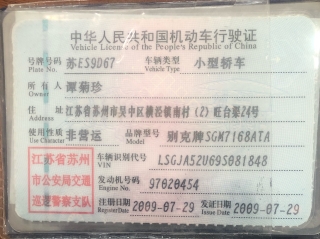 中华人民共和国机动车行驶证
Vehicle License of the People's Republic of China
号牌号码 苏ES9D67 车辆类型 小型轿车
Plate No. Vehicle Type
所有人 谭菊珍
Owner
住址 江苏省苏州市吴中区横泾镇南村(2)旺台架24号
Address
使用性质 非营运 品牌型号 别克牌SGM7168ATA
Use Character Model
江苏省苏州 车辆识别代号 LSGJA52U69S081848
VIN
市公安局交通 发动机号码 97020454
Engine No.
巡逻警察支队 注册日期 2009-07-29 发证日期 2009-07-29
Register Date Issue Date